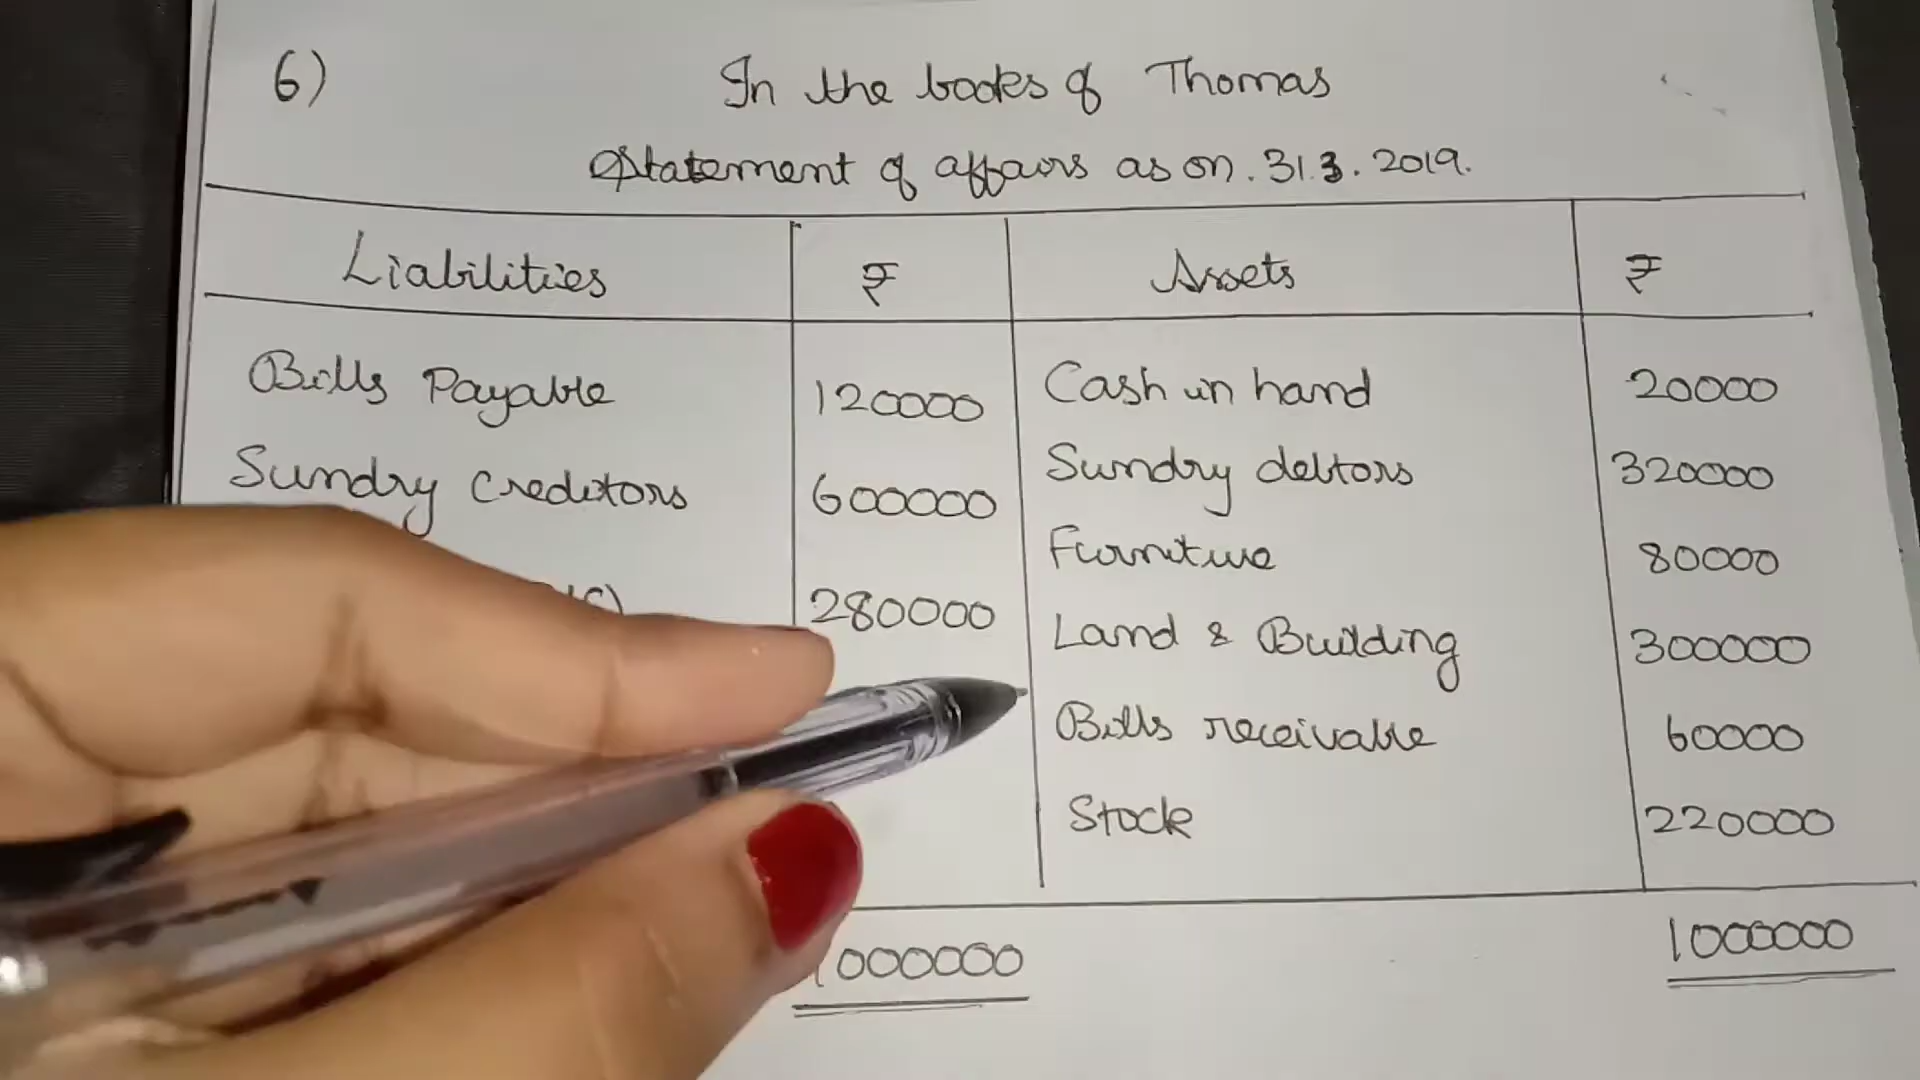 6)
In the books of Thomas
Statement of affairs as on. 31.3.2019.
Liabilities ₹ Assets ₹
Bills Payable 120000 Cash in hand 20000
Sundry creditors 600000 Sundry debtors 320000
Furniture 80000
280000 Land & Building 300000
Bills receivable 60000
Stock 220000
1000000 1000000